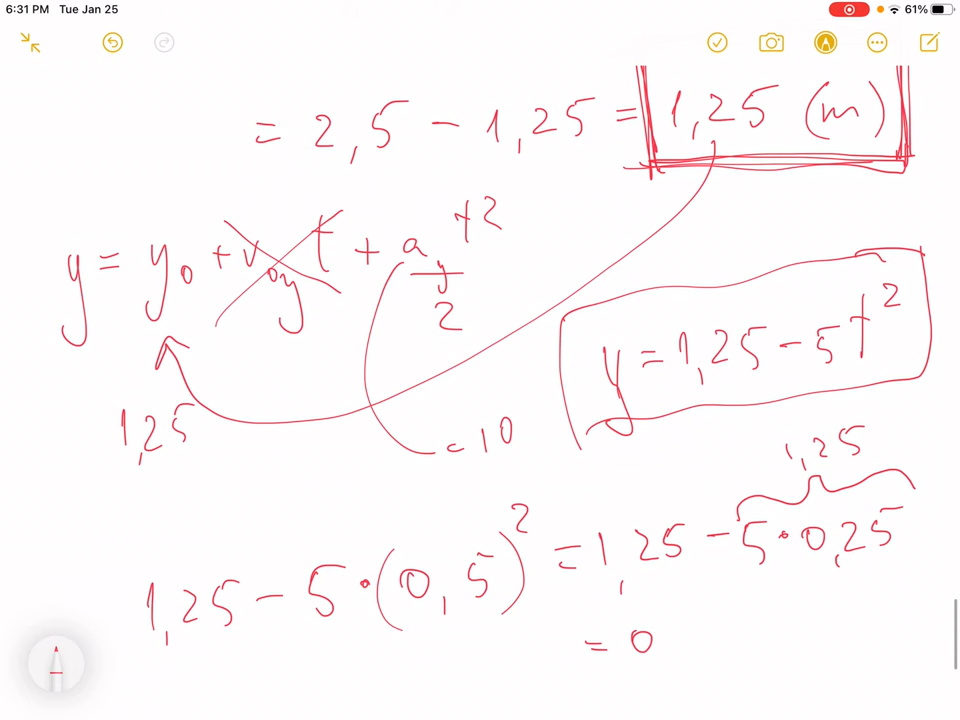 6:31 PM Tue Jan 25 61%
= 2,5 - 1,25 = 1,25 (m)
y = y₀ + v₀y t + a_y t² / 2
y = 1,25 - 5t²
1,25
= 10
1,25
1,25 - 5 · (0,5)² = 1,25 - 5 · 0,25
= 0